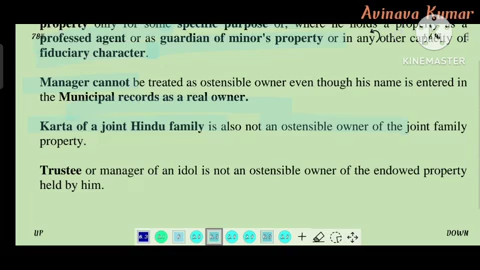 Avinava Kumar
property only for some specific purpose or, where he holds a property as a
professed agent or as guardian of minor's property or in any other capacity of
fiduciary character.
KINEMASTER
Manager cannot be treated as ostensible owner even though his name is entered in
the Municipal records as a real owner.
Karta of a joint Hindu family is also not an ostensible owner of the joint family
property.
Trustee or manager of an idol is not an ostensible owner of the endowed property
held by him.
UP
DOWN